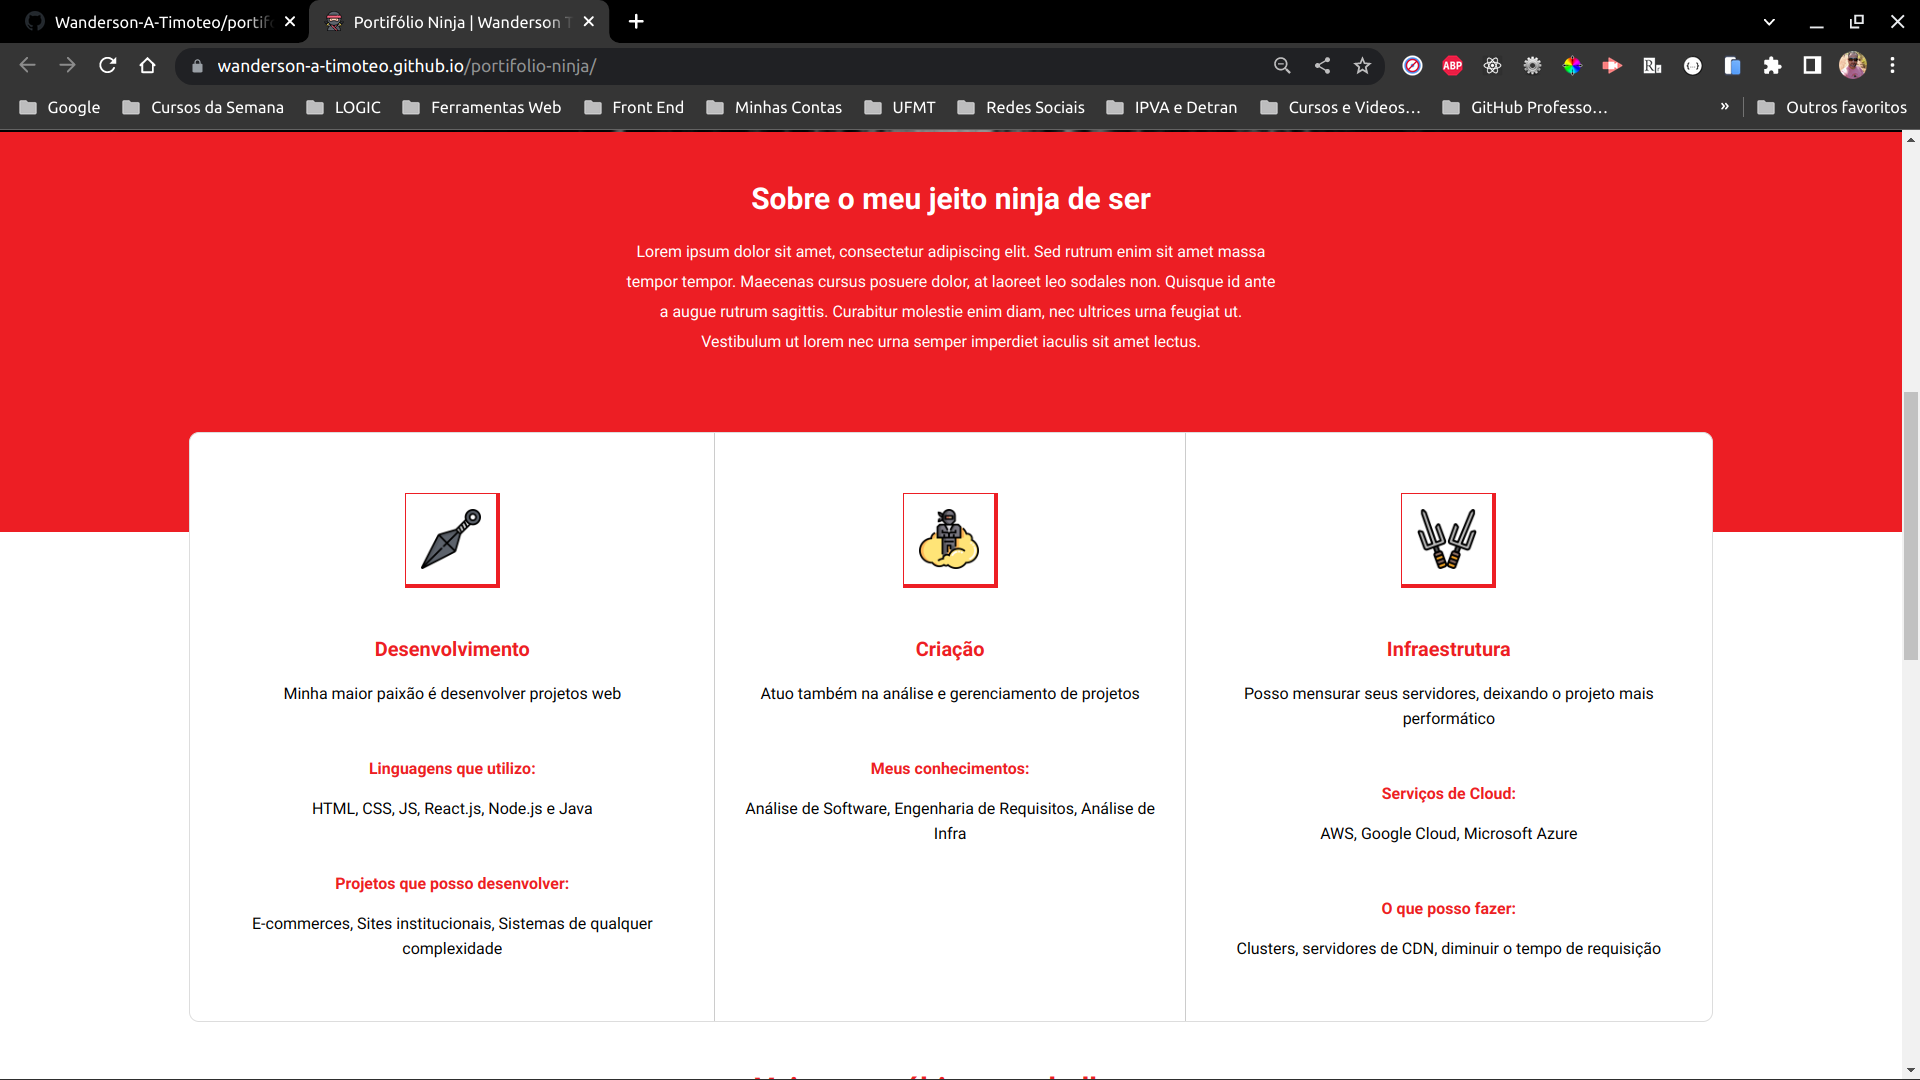 Wanderson-A-Timoteo/portif
Portifólio Ninja | Wanderson T
wanderson-a-timoteo.github.io/portifolio-ninja/
ABP
Google
Cursos da Semana
LOGIC
Ferramentas Web
Front End
Minhas Contas
UFMT
Redes Sociais
IPVA e Detran
Cursos e Videos…
GitHub Professo…
»
Outros favoritos
Sobre o meu jeito ninja de ser
Lorem ipsum dolor sit amet, consectetur adipiscing elit. Sed rutrum enim sit amet massa
tempor tempor. Maecenas cursus posuere dolor, at laoreet leo sodales non. Quisque id ante
a augue rutrum sagittis. Curabitur molestie enim diam, nec ultrices urna feugiat ut.
Vestibulum ut lorem nec urna semper imperdiet iaculis sit amet lectus.
Desenvolvimento
Minha maior paixão é desenvolver projetos web
Linguagens que utilizo:
HTML, CSS, JS, React.js, Node.js e Java
Projetos que posso desenvolver:
E-commerces, Sites institucionais, Sistemas de qualquer
complexidade
Criação
Atuo também na análise e gerenciamento de projetos
Meus conhecimentos:
Análise de Software, Engenharia de Requisitos, Análise de
Infra
Infraestrutura
Posso mensurar seus servidores, deixando o projeto mais
performático
Serviços de Cloud:
AWS, Google Cloud, Microsoft Azure
O que posso fazer:
Clusters, servidores de CDN, diminuir o tempo de requisição